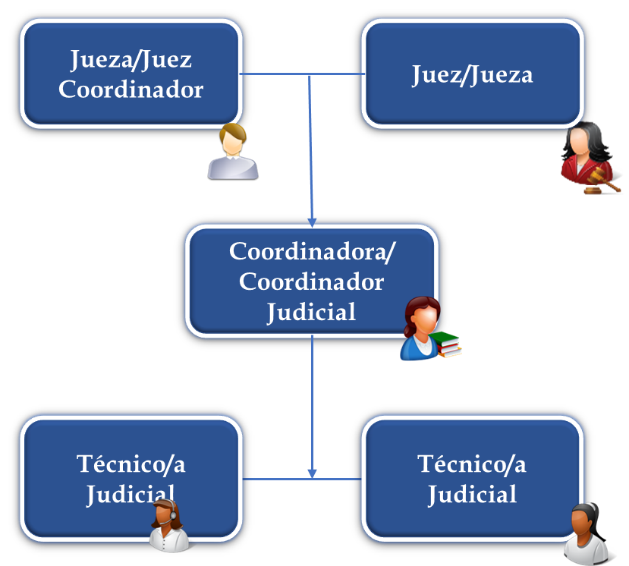 Jueza/Juez
Coordinador
Juez/Jueza
Coordinadora/
Coordinador
Judicial
Técnico/a
Judicial
Técnico/a
Judicial